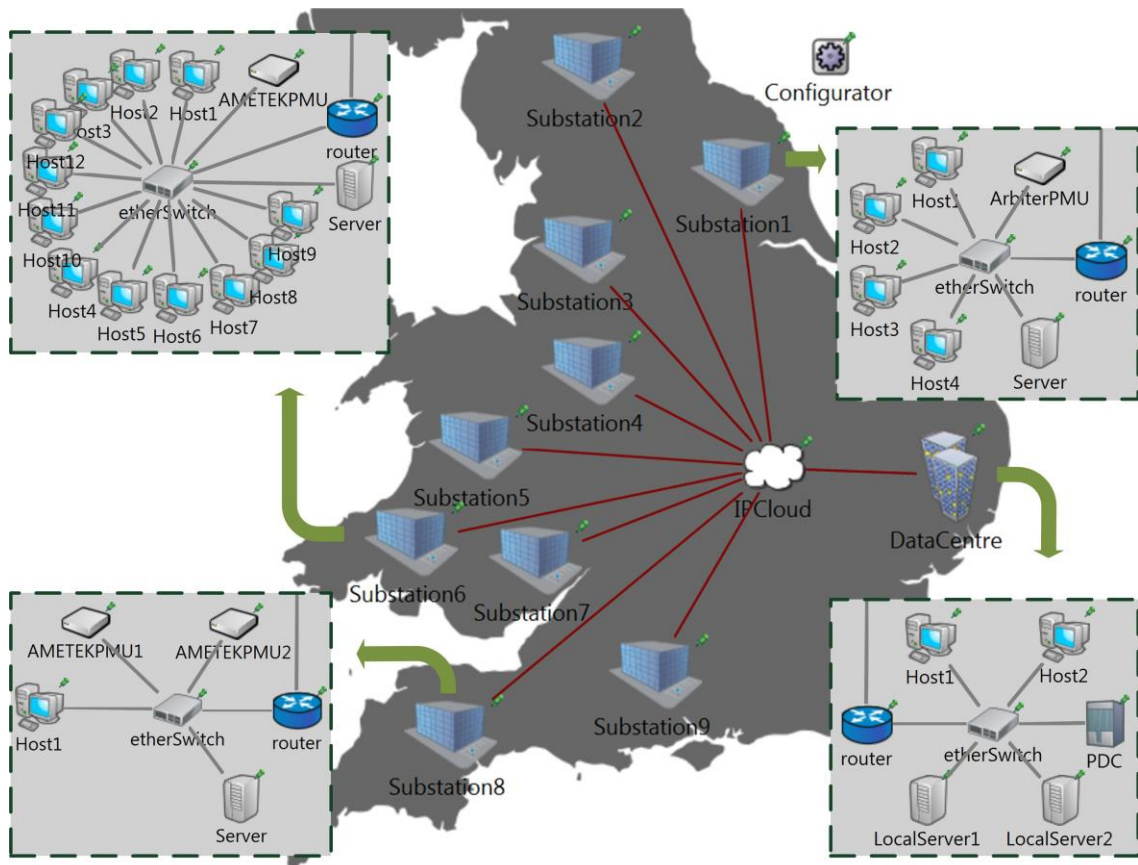 Host2
Host1
AMETEKPMU
ost3
router
Host12
Server
Host11
etherSwitch
Host10
Host9
Host4
Host8
Host5
Host6
Host7
Substation2
Configurator
Substation1
Host1
ArbiterPMU
Host2
etherSwitch
router
Host3
Host4
Server
Substation3
Substation4
Substation5
IPCloud
DataCentre
Substation6
Substation7
AMETEKPMU1
AMETEKPMU2
Host1
etherSwitch
router
Server
Substation9
Substation8
Host1
Host2
router
etherSwitch
PDC
LocalServer1
LocalServer2